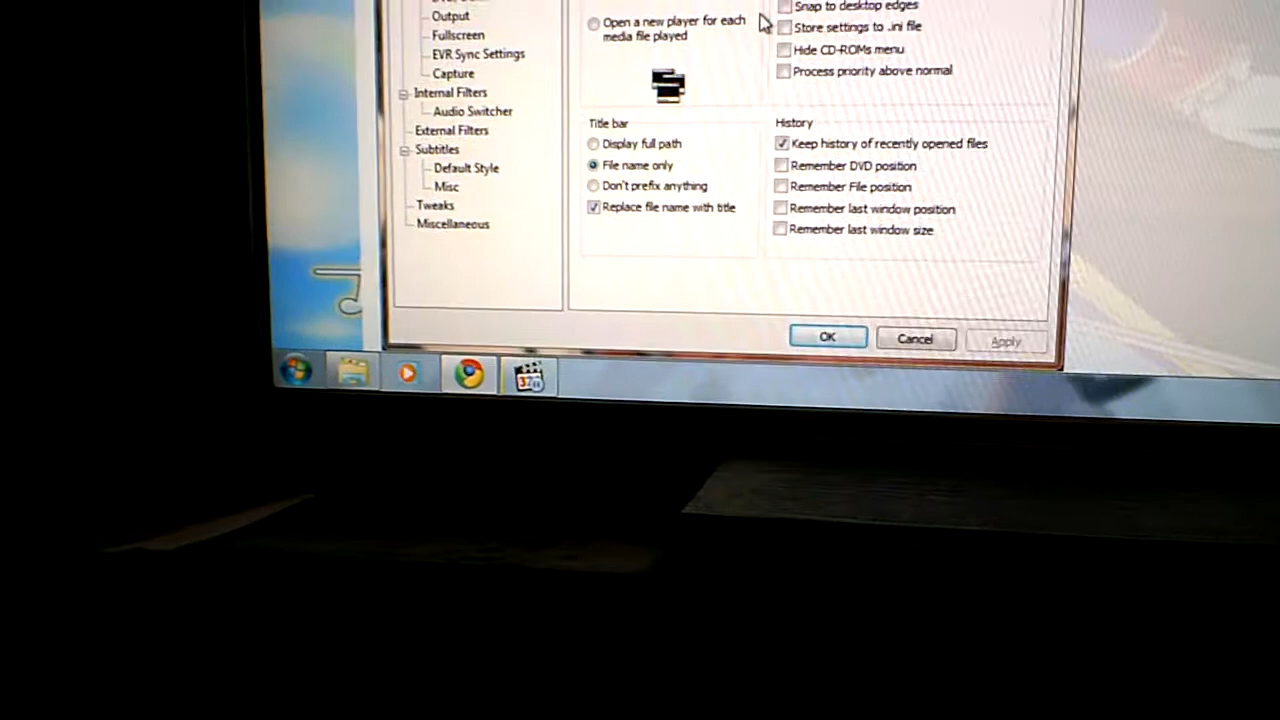 Output
Fullscreen
EVR Sync Settings
Capture
Internal Filters
Audio Switcher
External Filters
Subtitles
Default Style
Misc
Tweaks
Miscellaneous
Open a new player for each
media file played
Title bar
Display full path
File name only
Don't prefix anything
Replace file name with title
Snap to desktop edges
Store settings to .ini file
Hide CD-ROMs menu
Process priority above normal
History
Keep history of recently opened files
Remember DVD position
Remember File position
Remember last window position
Remember last window size
OK
Cancel
Apply